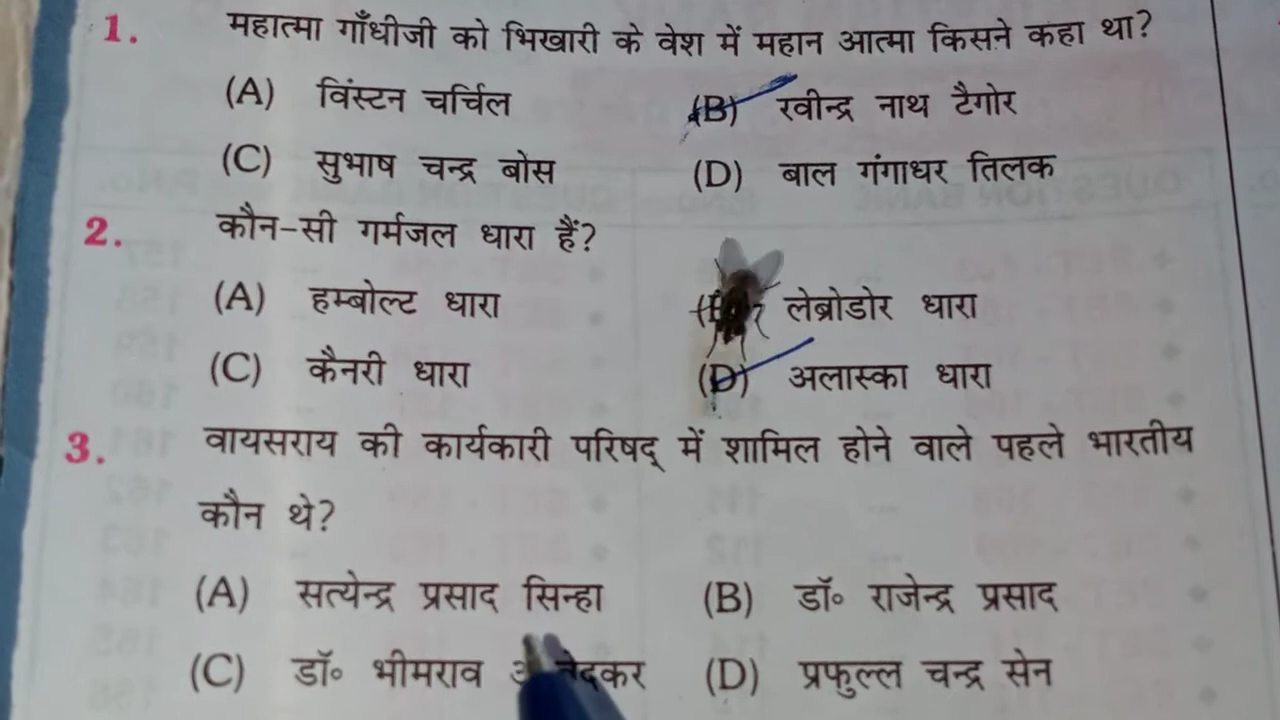 1. महात्मा गाँधीजी को भिखारी के वेश में महान आत्मा किसने कहा था?
(A) विंस्टन चर्चिल (B) रवीन्द्र नाथ टैगोर
(C) सुभाष चन्द्र बोस (D) बाल गंगाधर तिलक
2. कौन-सी गर्मजल धारा हैं?
(A) हम्बोल्ट धारा लेब्रोडोर धारा
(C) कैनरी धारा (D) अलास्का धारा
3. वायसराय की कार्यकारी परिषद् में शामिल होने वाले पहले भारतीय
कौन थे?
(A) सत्येन्द्र प्रसाद सिन्हा (B) डॉ॰ राजेन्द्र प्रसाद
(C) डॉ॰ भीमराव (D) प्रफुल्ल चन्द्र सेन